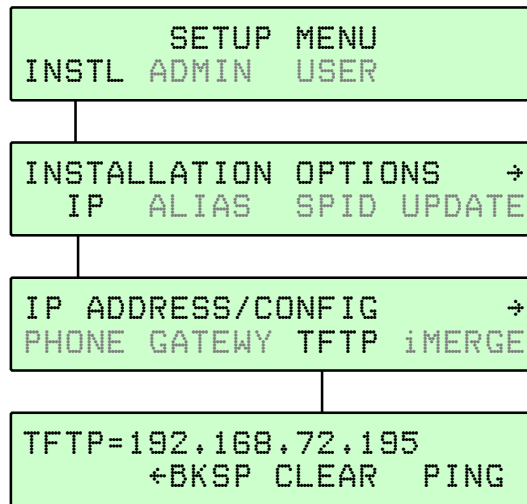 SETUP MENU
INSTL ADMIN USER
INSTALLATION OPTIONS →
IP ALIAS SPID UPDATE
IP ADDRESS/CONFIG →
PHONE GATEWY TFTP iMERGE
TFTP=192.168.72.195
←BKSP CLEAR PING